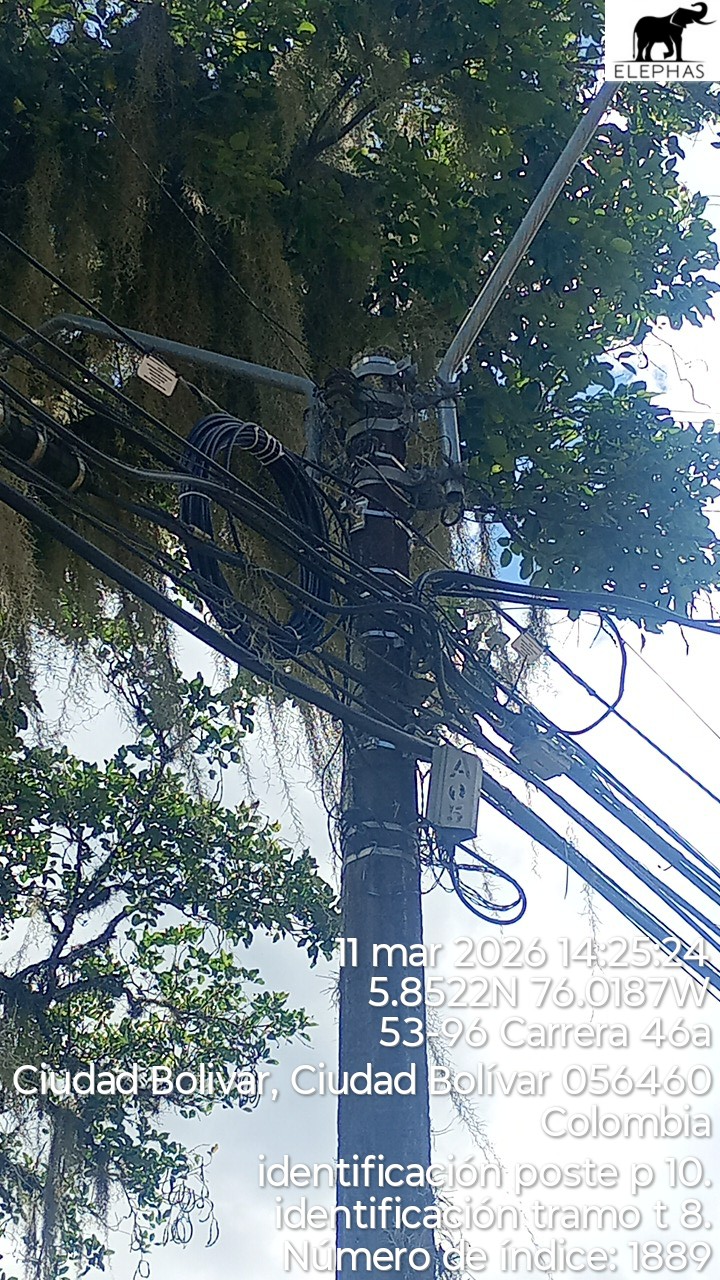 ELEPHAS
11 mar 2026 14:25:24
5.8522N 76.0187W
53-96 Carrera 46a
Ciudad Bolivar, Ciudad Bolívar 056460
Colombia
identificación poste p 10.
identificación tramo t 8.
Número de índice: 1889